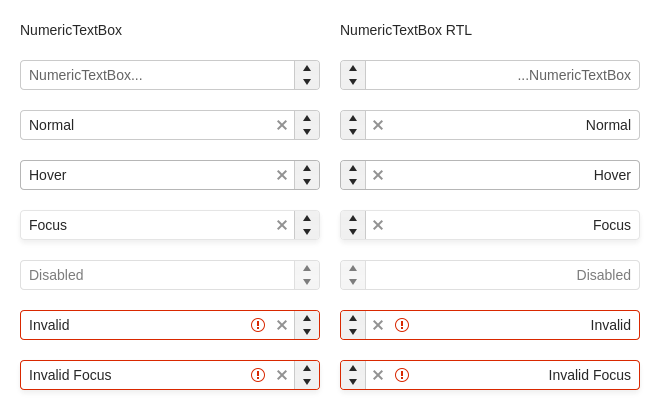 NumericTextBox
NumericTextBox RTL
NumericTextBox...
...NumericTextBox
Normal
Normal
Hover
Hover
Focus
Focus
Disabled
Disabled
Invalid
Invalid
Invalid Focus
Invalid Focus